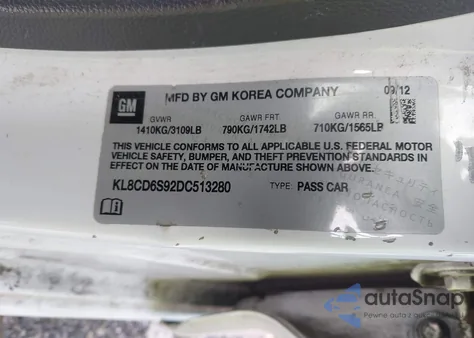 GM
MFD BY GM KOREA COMPANY 09/12
GVWR GAWR FRT GAWR RR
1410KG/3109LB 790KG/1742LB 710KG/1565LB
THIS VEHICLE CONFORMS TO ALL APPLICABLE U.S. FEDERAL MOTOR
VEHICLE SAFETY, BUMPER, AND THEFT PREVENTION STANDARDS IN
EFFECT ON THE DATE OF MANUFACTURE SHOWN ABOVE.
KL8CD6S92DC513280 TYPE: PASS CAR
autoSnap
Pewne auto z